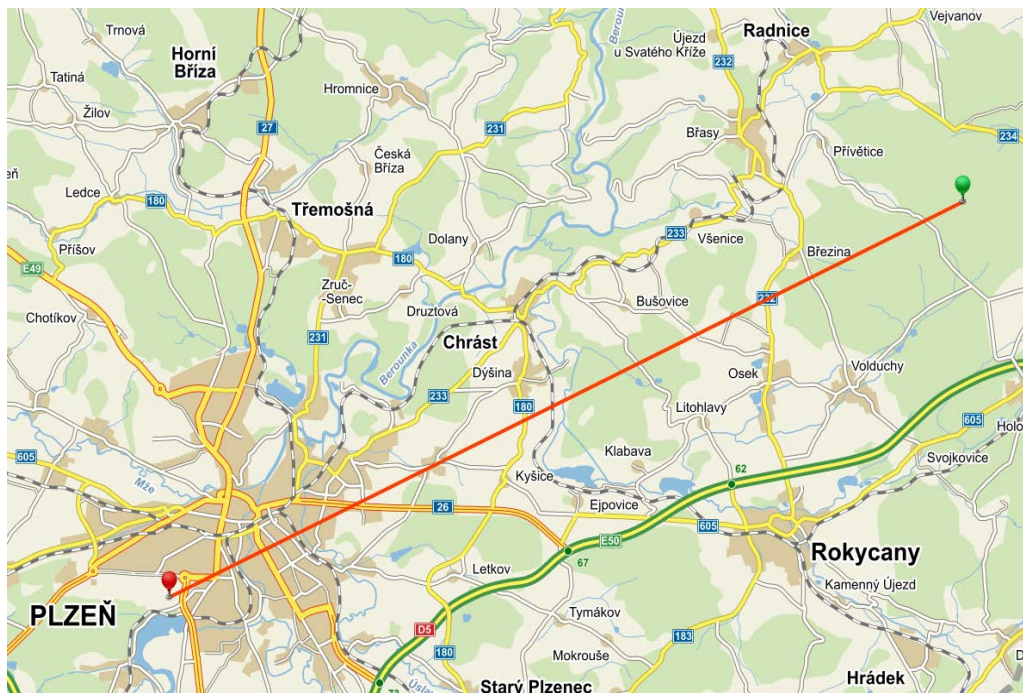 Trnová
Vejvanov
Újezd
u Svatého Kříže
Radnice
Horní
Bříza
232
Tatiná
Hromnice
Žilov
27
231
Břasy
234
Přívětice
Česká
Bříza
Ledce
180
Třemošná
Dolany
233
Všenice
Příšov
180
Březina
E49
Zruč-
-Senec
Bušovice
232
Druztová
Chotíkov
231
Chrást
Berounka
Dýšina
Volduchy
Osek
233
180
Litohlavy
605
Klabava
605
Svojkovice
62
Mže
Kyšice
26
Ejpovice
605
E50
Rokycany
67
Letkov
Kamenný Újezd
PLZEŇ
Tymákov
D5
183
180
Mokrouše
Hrádek
Starý Plzenec